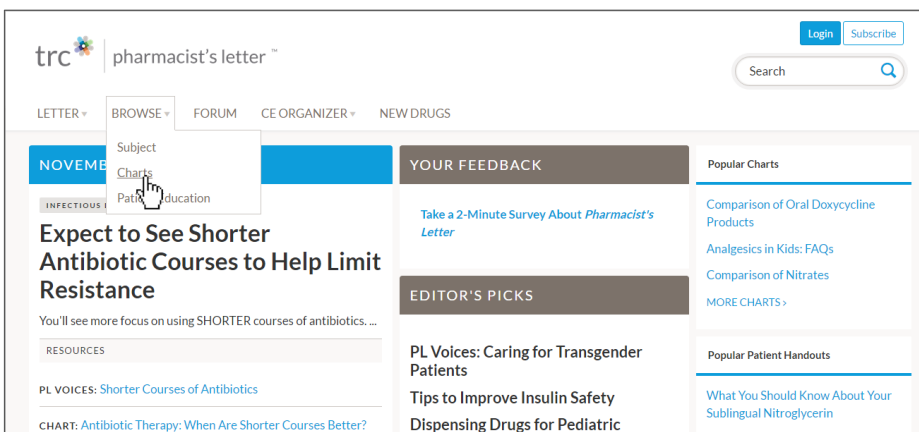 Login Subscribe
trc pharmacist's letter ™
Search
LETTER BROWSE FORUM CE ORGANIZER NEW DRUGS
Subject
Charts
NOVEMB
INFECTIOUS
Expect to See Shorter
Antibiotic Courses to Help Limit
Resistance
You'll see more focus on using SHORTER courses of antibiotics. ...
RESOURCES
PL VOICES: Shorter Courses of Antibiotics
CHART: Antibiotic Therapy: When Are Shorter Courses Better?
YOUR FEEDBACK
Take a 2-Minute Survey About Pharmacist's
Letter
EDITOR'S PICKS
PL Voices: Caring for Transgender
Patients
Tips to Improve Insulin Safety
Dispensing Drugs for Pediatric
Popular Charts
Comparison of Oral Doxycycline
Products
Analgesics in Kids: FAQs
Comparison of Nitrates
MORE CHARTS >
Popular Patient Handouts
What You Should Know About Your
Sublingual Nitroglycerin